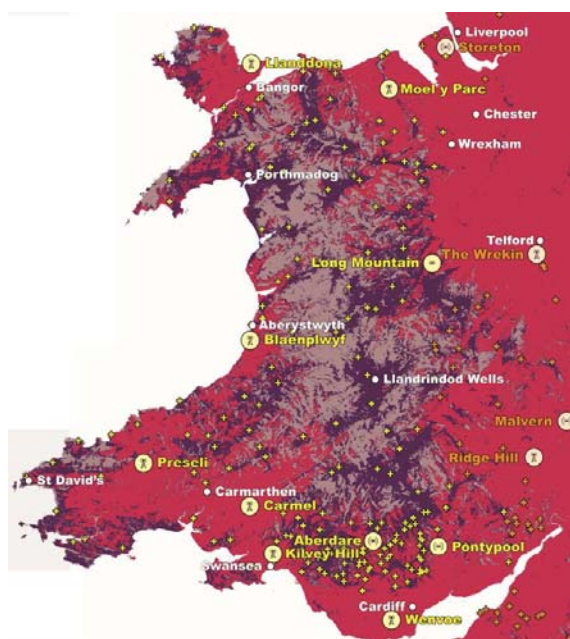 Liverpool
Storeton
Llanddona
Bangor
Moel y Parc
Chester
Wrexham
Porthmadog
Telford
The Wrekin
Long Mountain
Aberystwyth
Blaenplwyf
Llandrindod Wells
Malvern
Preseli
Ridge Hill
St David's
Carmarthen
Carmel
Aberdare
Pontypool
Kilvey Hill
Swansea
Cardiff
Wenvoe